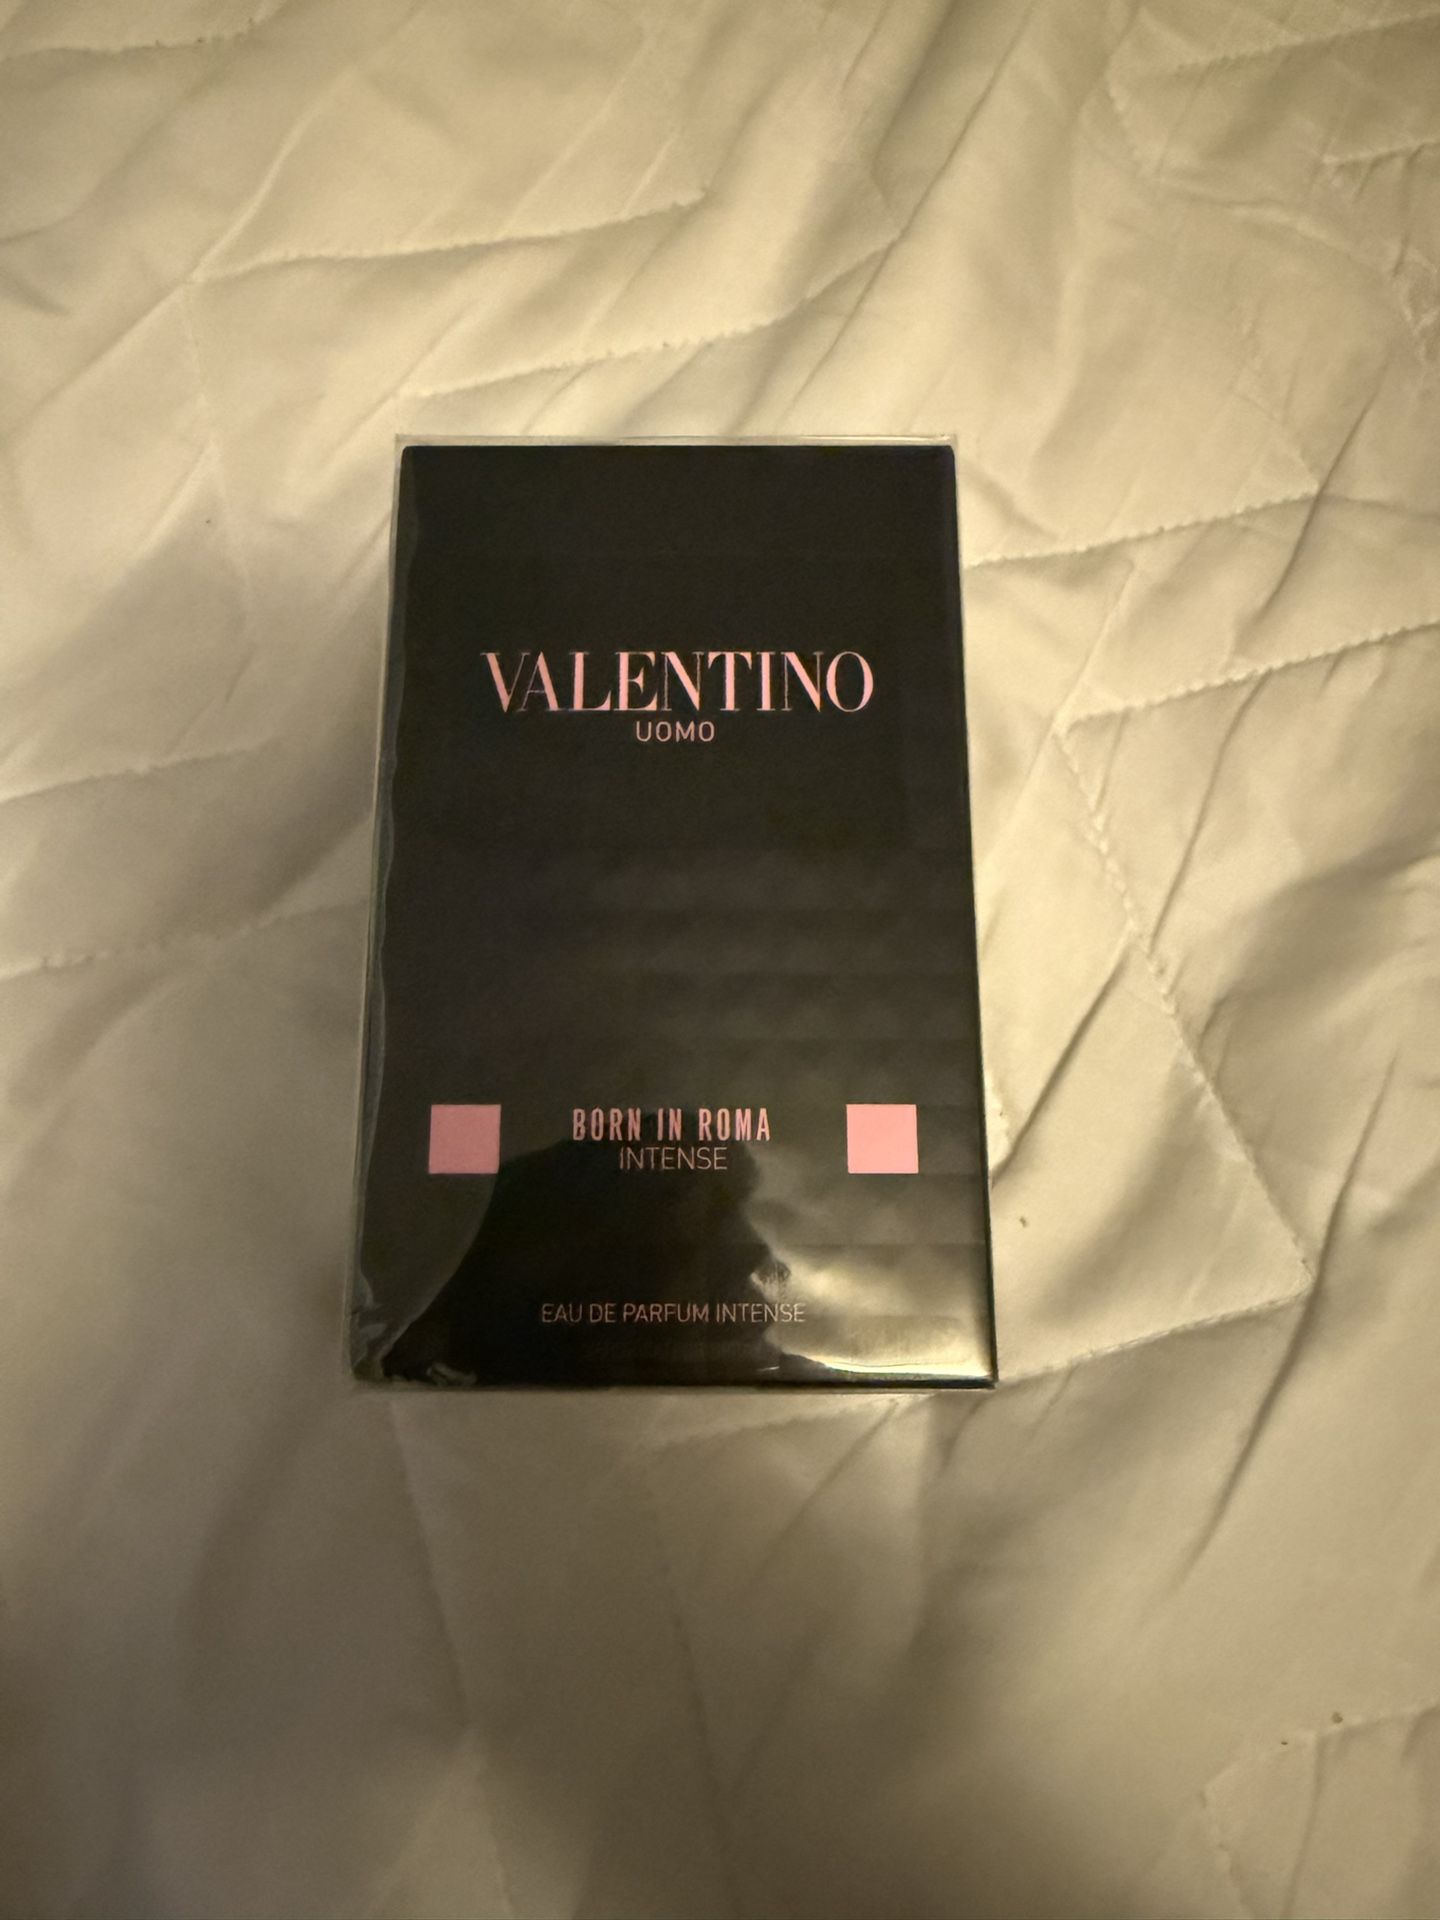 VALENTINO
UOMO
BORN IN ROMA
INTENSE
EAU DE PARFUM INTENSE